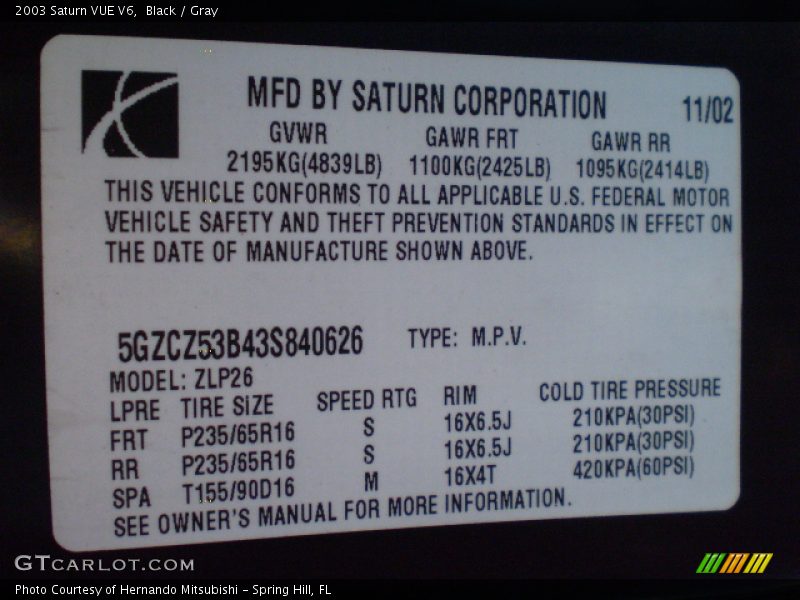 2003 Saturn VUE V6,  Black / Gray
MFD BY SATURN CORPORATION 11/02
GVWR GAWR FRT GAWR RR
2195KG(4839LB) 1100KG(2425LB) 1095KG(2414LB)
THIS VEHICLE CONFORMS TO ALL APPLICABLE U.S. FEDERAL MOTOR
VEHICLE SAFETY AND THEFT PREVENTION STANDARDS IN EFFECT ON
THE DATE OF MANUFACTURE SHOWN ABOVE.
5GZCZ53B43S840626 TYPE: M.P.V.
MODEL: ZLP26
LPRE TIRE SIZE SPEED RTG RIM COLD TIRE PRESSURE
FRT P235/65R16 S 16X6.5J 210KPA(30PSI)
RR P235/65R16 S 16X6.5J 210KPA(30PSI)
SPA T155/90D16 M 16X4T 420KPA(60PSI)
SEE OWNER'S MANUAL FOR MORE INFORMATION.
GTCARLOT.COM
Photo Courtesy of Hernando Mitsubishi - Spring Hill, FL